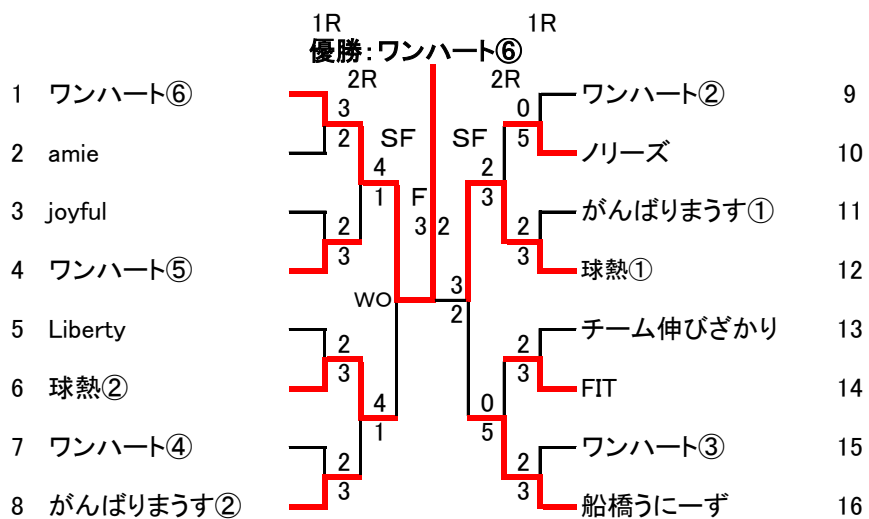 1R 1R
優勝:ワンハート⑥
2R 2R
1 ワンハート⑥ 3 0 ワンハート② 9
2 amie 2 SF SF 5 ノリーズ 10
4 2
3 joyful 1 F 3 がんばりまうす① 11
2 3 2 2
4 ワンハート⑤ 3 3 球熱① 12
WO 3
5 Liberty 2 チーム伸びざかり 13
2 2
6 球熱② 3 3 FIT 14
4 0
7 ワンハート④ 1 5 ワンハート③ 15
2 2
8 がんばりまうす② 3 3 船橋うにーず 16